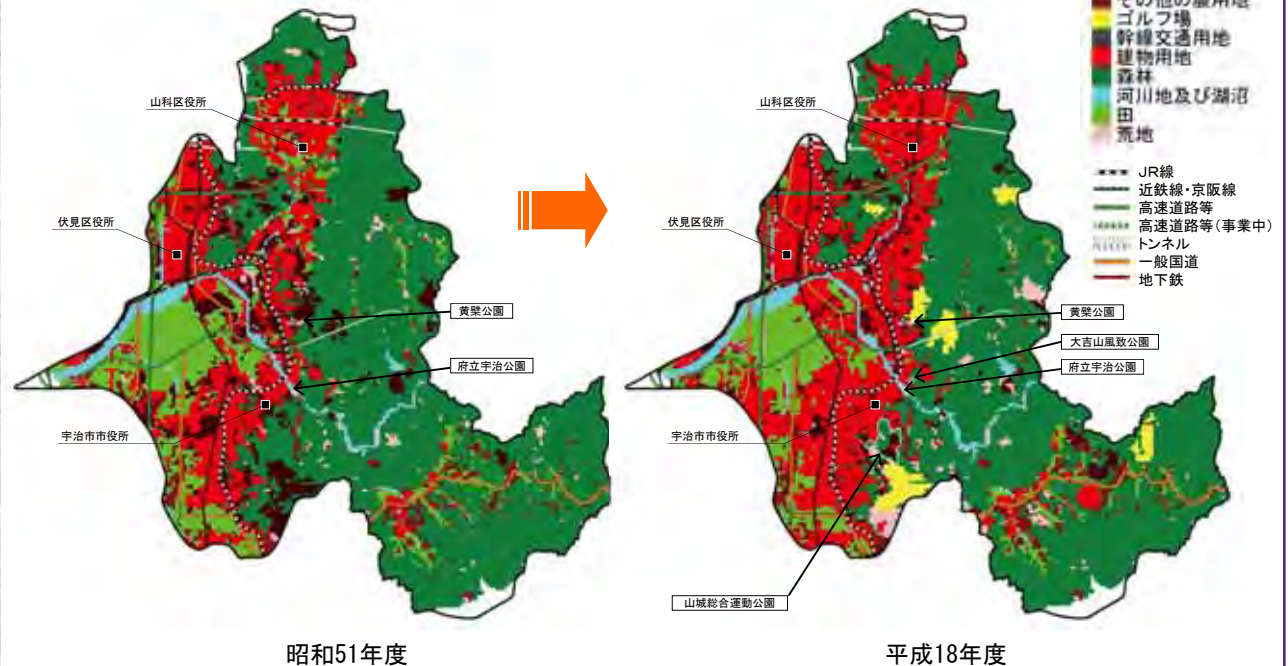 その他の農用地
ゴルフ場
幹線交通用地
建物用地
森林
河川地及び湖沼
田
荒地
JR線
近鉄線・京阪線
高速道路等
高速道路等(事業中)
トンネル
一般国道
地下鉄
山科区役所
伏見区役所
黄檗公園
府立宇治公園
宇治市市役所
昭和51年度
山科区役所
伏見区役所
黄檗公園
大吉山風致公園
府立宇治公園
宇治市市役所
山城総合運動公園
平成18年度